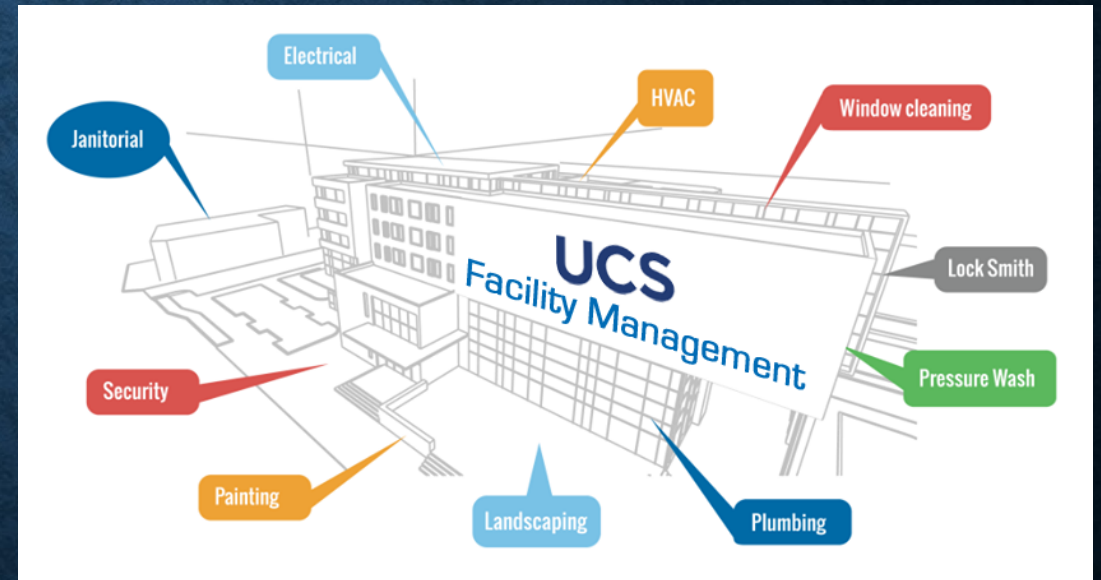 Electrical
HVAC
Window cleaning
Janitorial
UCS
Facility Management
Lock Smith
Pressure Wash
Security
Painting
Landscaping
Plumbing